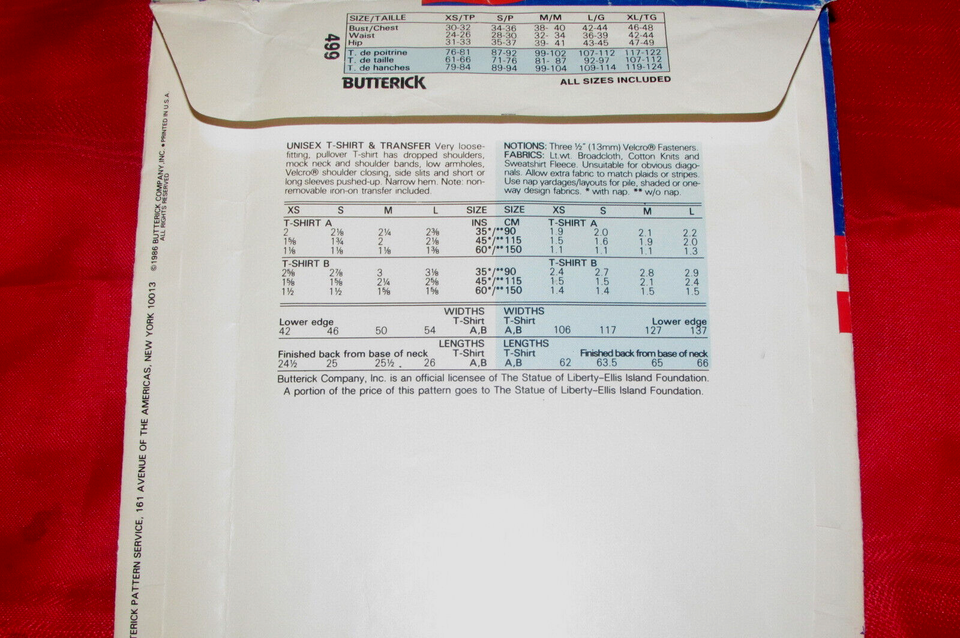 SIZE/TAILLE XS/TP S/P M/M L/G XL/TG
Bust/Chest 30-32 34-36 38- 40 42-44 46-48
Waist 24-26 28-30 32- 34 36-39 42-44
Hip 31-33 35-37 39- 41 43-45 47-49
T. de poitrine 76-81 87-92 99-102 107-112 117-122
T. de taille 61-66 71-76 81- 87 92-97 107-112
T. de hanches 79-84 89-94 99-104 109-114 119-124
499
BUTTERICK ALL SIZES INCLUDED
UNISEX T-SHIRT & TRANSFER Very loose-
fitting, pullover T-shirt has dropped shoulders,
mock neck and shoulder bands, low armholes,
Velcro® shoulder closing, side slits and short or
long sleeves pushed-up. Narrow hem. Note: non-
removable iron-on transfer included.
NOTIONS: Three ½" (13mm) Velcro® Fasteners.
FABRICS: Lt.wt. Broadcloth, Cotton Knits and
Sweatshirt Fleece. Unsuitable for obvious diago-
nals. Allow extra fabric to match plaids or stripes.
Use nap yardages/layouts for pile, shaded or one-
way design fabrics. * with nap. ** w/o nap.
XS S M L SIZE SIZE XS S M L
T-SHIRT A INS CM T-SHIRT A
2 2⅛ 2¼ 2⅜ 35*/**90 1.9 2.0 2.1 2.2
1⅝ 1¾ 2 2⅛ 45*/**115 1.5 1.6 1.9 2.0
1⅛ 1⅛ 1⅛ 1⅜ 60*/**150 1.1 1.1 1.1 1.3
T-SHIRT B T-SHIRT B
2⅝ 2⅞ 3 3⅛ 35*/**90 2.4 2.7 2.8 2.9
1⅝ 1⅝ 2¼ 2⅝ 45*/**115 1.5 1.5 2.1 2.4
1½ 1½ 1⅝ 1⅝ 60*/**150 1.4 1.4 1.5 1.5
WIDTHS WIDTHS
Lower edge T-Shirt T-Shirt Lower edge
42 46 50 54 A,B A,B 106 117 127 137
LENGTHS LENGTHS
Finished back from base of neck T-Shirt T-Shirt Finished back from base of neck
24½ 25 25½ 26 A,B A,B 62 63.5 65 66
Butterick Company, Inc. is an official licensee of The Statue of Liberty–Ellis Island Foundation.
A portion of the price of this pattern goes to The Statue of Liberty–Ellis Island Foundation.
©1986 BUTTERICK COMPANY, INC. • PRINTED IN U.S.A.
ALL RIGHTS RESERVED
TERICK PATTERN SERVICE, 161 AVENUE OF THE AMERICAS, NEW YORK 10013